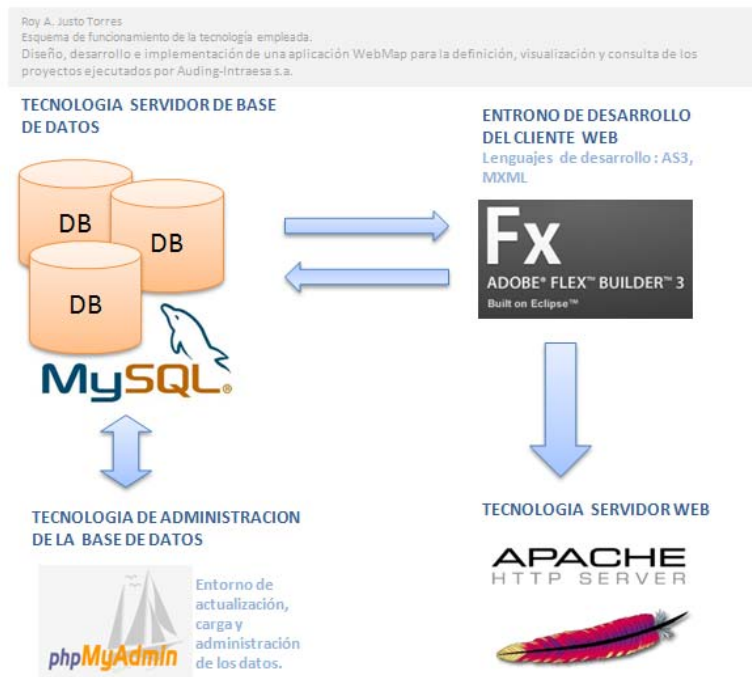 Roy A. Justo Torres
Esquema de funcionamiento de la tecnología empleada.
Diseño, desarrollo e implementación de una aplicación WebMap para la definición, visualización y consulta de los
proyectos ejecutados por Auding-Intraesa s.a.
TECNOLOGIA SERVIDOR DE BASE
DE DATOS
DB
DB
DB
MySQL®
ENTRONO DE DESARROLLO
DEL CLIENTE WEB
Lenguajes de desarrollo : AS3,
MXML
Fx
ADOBE® FLEX™ BUILDER™ 3
Built on Eclipse™
TECNOLOGIA DE ADMINISTRACION
DE LA BASE DE DATOS
phpMyAdmin
Entorno de
actualización,
carga y
administración
de los datos.
TECNOLOGIA SERVIDOR WEB
APACHE
HTTP SERVER